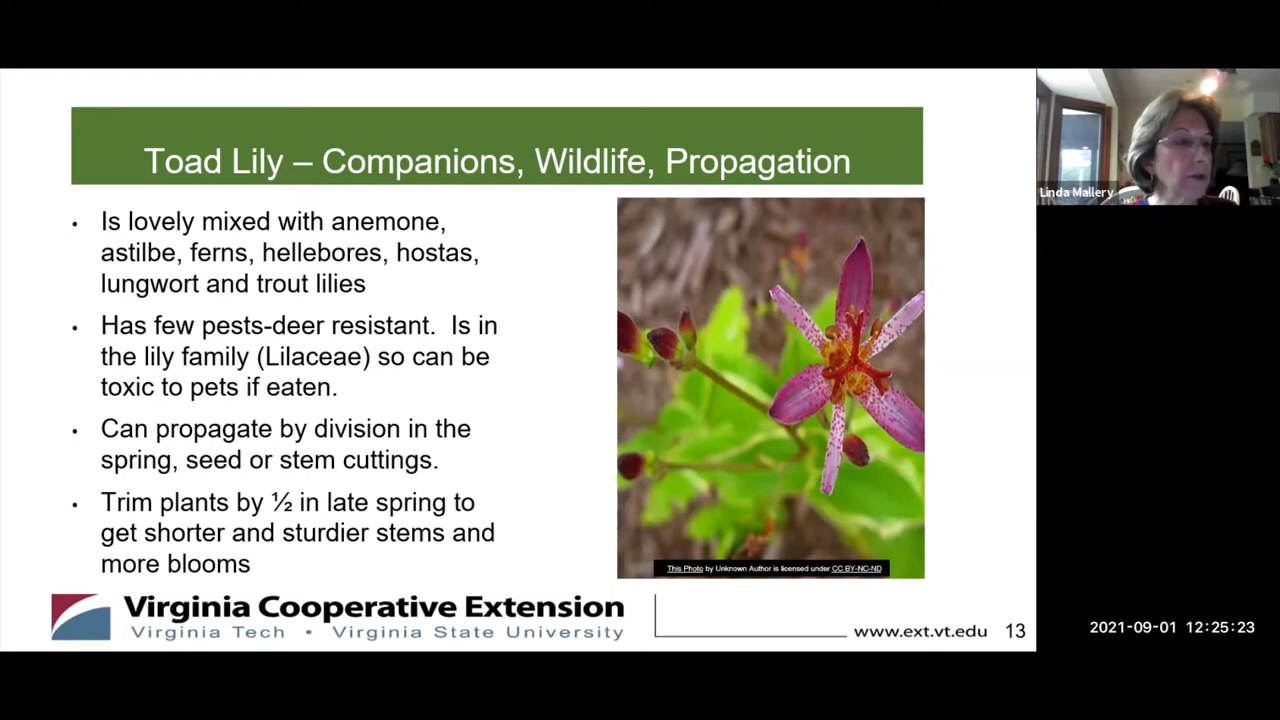 Toad Lily – Companions, Wildlife, Propagation
• Is lovely mixed with anemone,
astilbe, ferns, hellebores, hostas,
lungwort and trout lilies
• Has few pests-deer resistant. Is in
the lily family (Lilaceae) so can be
toxic to pets if eaten.
• Can propagate by division in the
spring, seed or stem cuttings.
• Trim plants by ½ in late spring to
get shorter and sturdier stems and
more blooms
This Photo by Unknown Author is licensed under CC BY-NC-ND
Virginia Cooperative Extension
Virginia Tech • Virginia State University
www.ext.vt.edu 13
Linda Mallery
2021-09-01 12:25:23